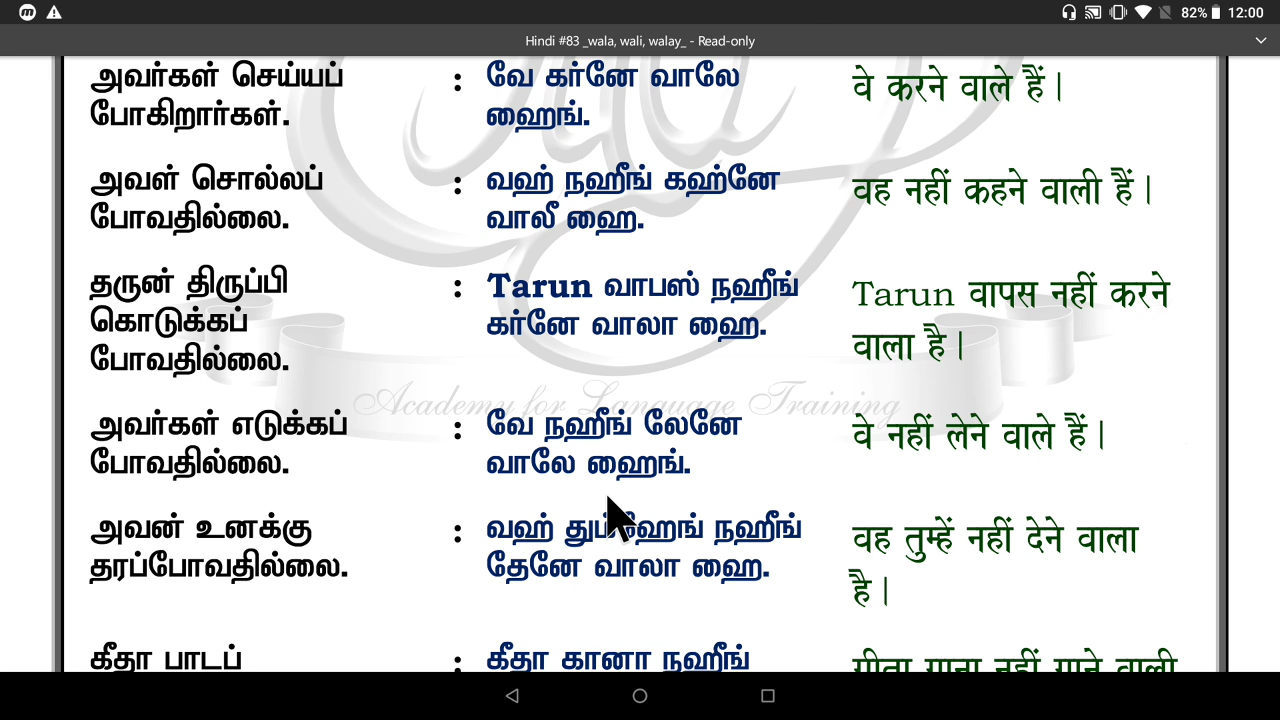 82% 12:00
Hindi #83 _wala, wali, walay_ - Read-only
அவர்கள் செய்யப் : வே கர்னே வாலே वे करने वाले हैं।
போகிறார்கள். ஹைங்.
அவள் சொல்லப் : வஹ் நஹீங் கஹ்னே वह नहीं कहने वाली हैं।
போவதில்லை. வாலீ ஹை.
தருன் திருப்பி : Tarun வாபஸ் நஹீங் Tarun वापस नहीं करने
கொடுக்கப் கர்னே வாலா ஹை. वाला है।
போவதில்லை.
Academy for Language Training
அவர்கள் எடுக்கப் : வே நஹீங் லேனே वे नहीं लेने वाले हैं।
போவதில்லை. வாலே ஹைங்.
அவன் உனக்கு : வஹ் நஹீங் वह तुम्हें नहीं देने वाला
தரப்போவதில்லை. தேனே வாலா ஹை. है।
கீதா பாடப் : கீதா கானா நஹீங் गीता गाना नहीं गाने वाली